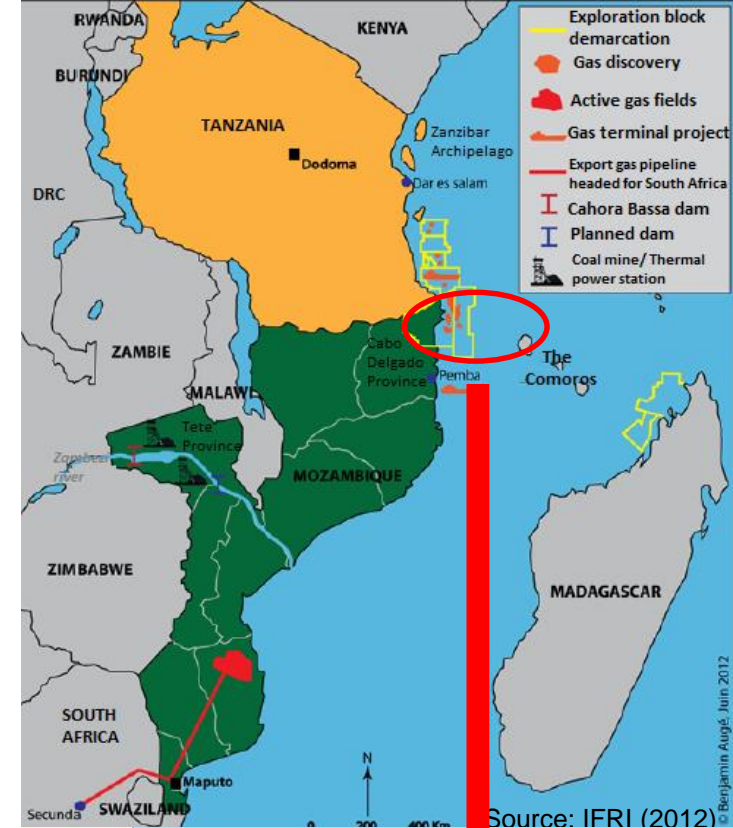 RWANDA
KENYA
BURUNDI
TANZANIA
Dodoma
Zanzibar
Archipelago
Dar es salam
DRC
ZAMBIE
MALAWI
Cabo
Delgado
Province
Pemba
The
Comoros
Tete
Province
Zambezi
river
MOZAMBIQUE
ZIMBABWE
MADAGASCAR
SOUTH
AFRICA
Maputo
Secunda
SWAZILAND
N
0 200 400 Km
Exploration block
demarcation
Gas discovery
Active gas fields
Gas terminal project
Export gas pipeline
headed for South Africa
Cahora Bassa dam
Planned dam
Coal mine/ Thermal
power station
© Benjamin Augé, Juin 2012
Source: IFRI (2012)